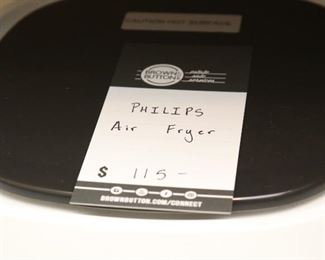 CAUTION HOT SURFACE
BROWN
BUTTON
PHILIPS
Air Fryer
$ 115-
BROWNBUTTON.COM/CONNECT